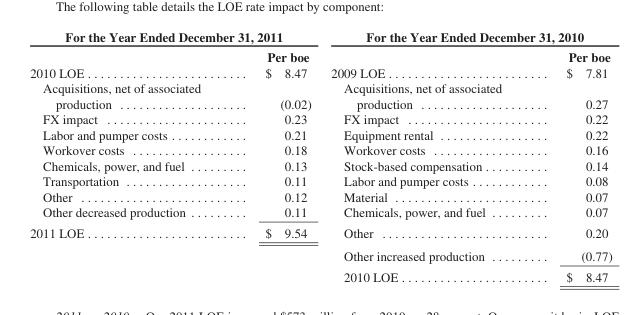 The following table details the LOE rate impact by component:
For the Year Ended December 31, 2011
Per boe
2010 LOE . . . . . . . . . . . . . . . . . . . . . . . . $ 8.47
Acquisitions, net of associated
production . . . . . . . . . . . . . . . . . . . (0.02)
FX impact . . . . . . . . . . . . . . . . . . . . . 0.23
Labor and pumper costs . . . . . . . . . . . . 0.21
Workover costs . . . . . . . . . . . . . . . . . . 0.18
Chemicals, power, and fuel . . . . . . . . . 0.13
Transportation . . . . . . . . . . . . . . . . . . 0.11
Other . . . . . . . . . . . . . . . . . . . . . . . . 0.12
Other decreased production . . . . . . . . . 0.11
2011 LOE . . . . . . . . . . . . . . . . . . . . . . . . $ 9.54
For the Year Ended December 31, 2010
Per boe
2009 LOE . . . . . . . . . . . . . . . . . . . . . . . . $ 7.81
Acquisitions, net of associated
production . . . . . . . . . . . . . . . . . . . 0.27
FX impact . . . . . . . . . . . . . . . . . . . . . 0.22
Equipment rental . . . . . . . . . . . . . . . . 0.22
Workover costs . . . . . . . . . . . . . . . . . . 0.16
Stock-based compensation . . . . . . . . . . 0.14
Labor and pumper costs . . . . . . . . . . . . 0.08
Material . . . . . . . . . . . . . . . . . . . . . . 0.07
Chemicals, power, and fuel . . . . . . . . . 0.07
Other . . . . . . . . . . . . . . . . . . . . . . . . 0.20
Other increased production . . . . . . . . . (0.77)
2010 LOE . . . . . . . . . . . . . . . . . . . . . . $ 8.47